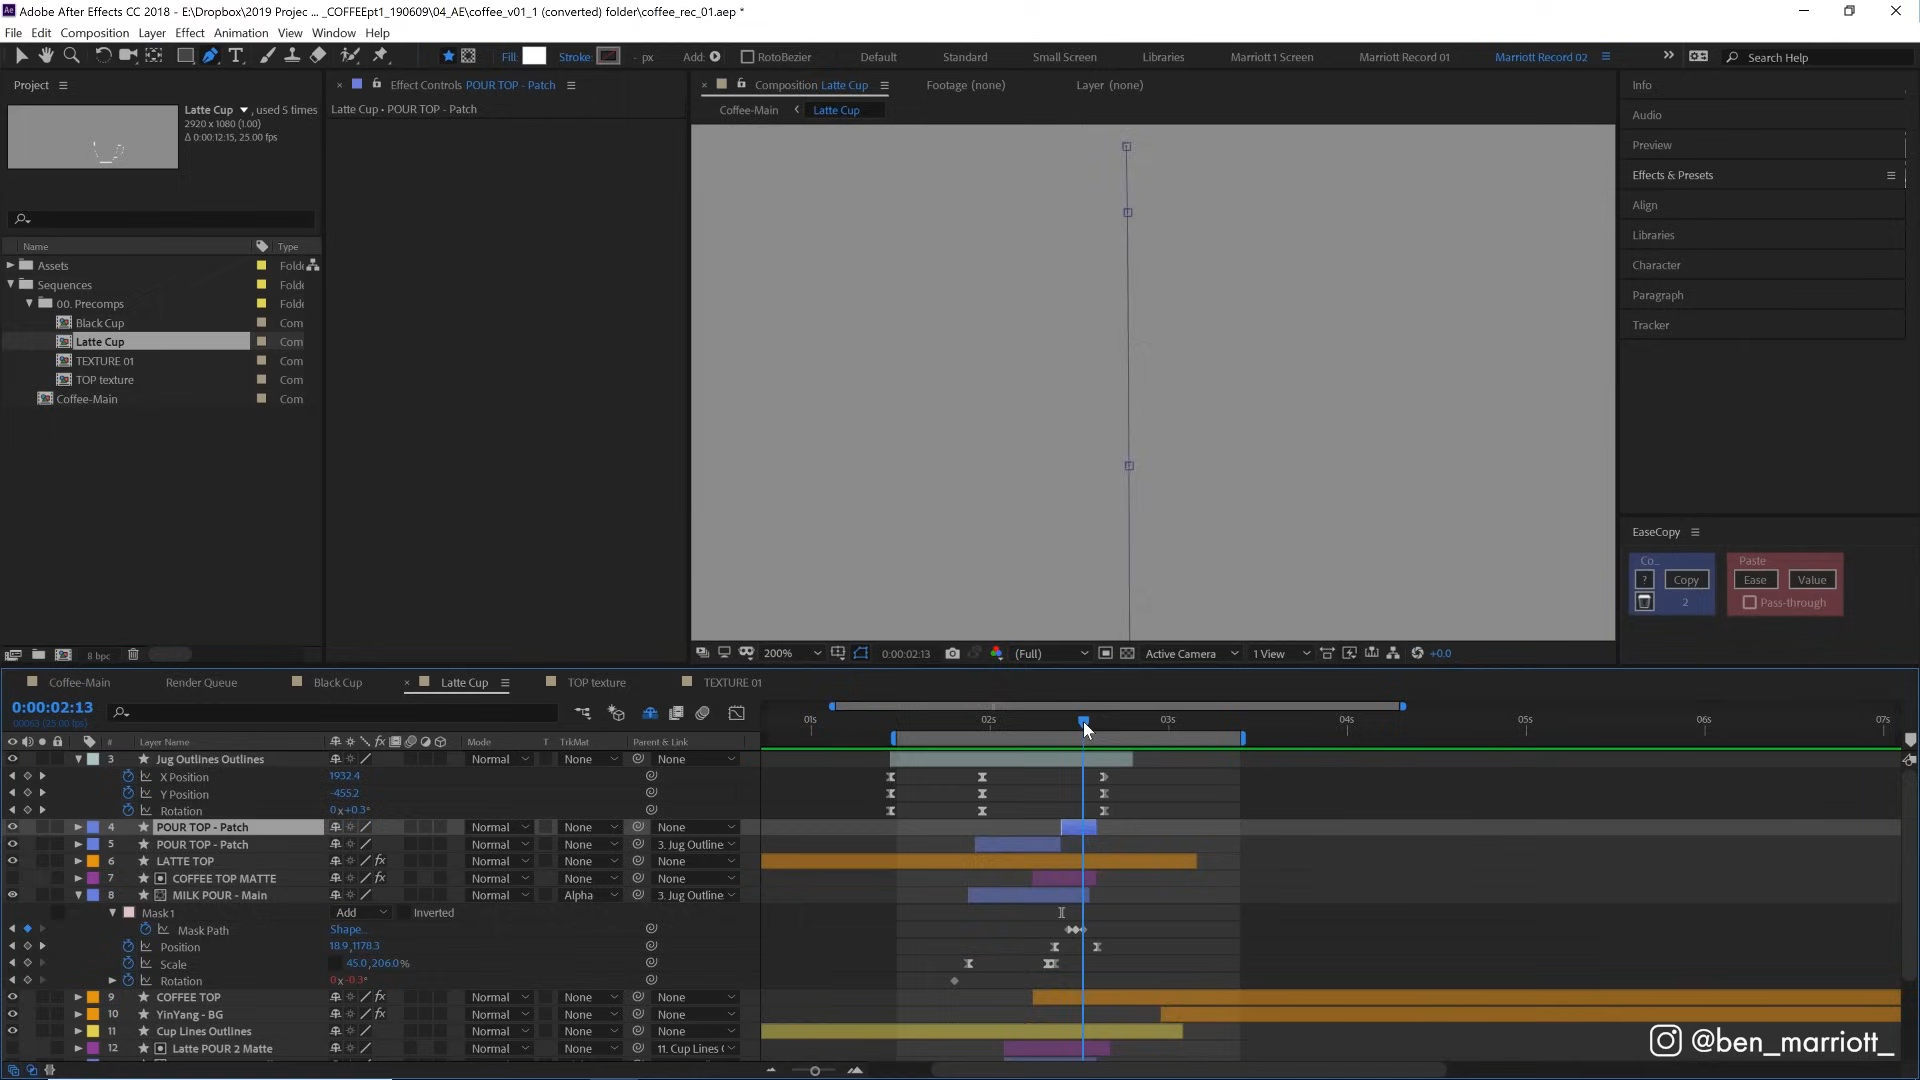 Adobe After Effects CC 2018 - E:\Dropbox\2019 Projec ... _COFFEEpt1_190609\04_AE\coffee_v01_1 (converted) folder\coffee_rec_01.aep *
File Edit Composition Layer Effect Animation View Window Help
Fill: Stroke: - px Add: RotoBezier Default Standard Small Screen Libraries Marriott 1 Screen Marriott Record 01 Marriott Record 02 Search Help
Project
Effect Controls POUR TOP - Patch
Composition Latte Cup
Footage (none)
Layer (none)
Info
Latte Cup , used 5 times
2920 x 1080 (1.00)
Δ 0:00:12:15, 25.00 fps
Latte Cup • POUR TOP - Patch
Coffee-Main Latte Cup
Audio
Preview
Effects & Presets
Align
Libraries
Character
Paragraph
Tracker
Name Type
Assets Folde
Sequences Folde
00. Precomps Folde
Black Cup Com
Latte Cup Com
TEXTURE 01 Com
TOP texture Com
Coffee-Main Com
EaseCopy
Co... Paste
? Copy Ease Value
2 Pass-through
8 bpc
200% 0:00:02:13 (Full) Active Camera 1 View +0.0
Coffee-Main Render Queue Black Cup Latte Cup TOP texture TEXTURE 01
0:00:02:13
00063 (25.00 fps)
01s 02s 03s 04s 05s 06s 07s
# Layer Name Mode T TrkMat Parent & Link
3 Jug Outlines Outlines Normal None
X Position 1932.4
Y Position -455.2
Rotation 0x+0.3°
4 POUR TOP - Patch Normal None None
5 POUR TOP - Patch Normal None 3. Jug Outline
6 LATTE TOP Normal None None
7 COFFEE TOP MATTE Normal None None
8 MILK POUR - Main Normal Alpha 3. Jug Outline
Mask 1 Add Inverted
Mask Path Shape...
Position 18.9,1178.3
Scale 45.0,206.0%
Rotation 0x-0.3°
9 COFFEE TOP Normal None None
10 YinYang - BG Normal None None
11 Cup Lines Outlines Normal None None
12 Latte POUR 2 Matte Normal None 11. Cup Lines
@ben_marriott_